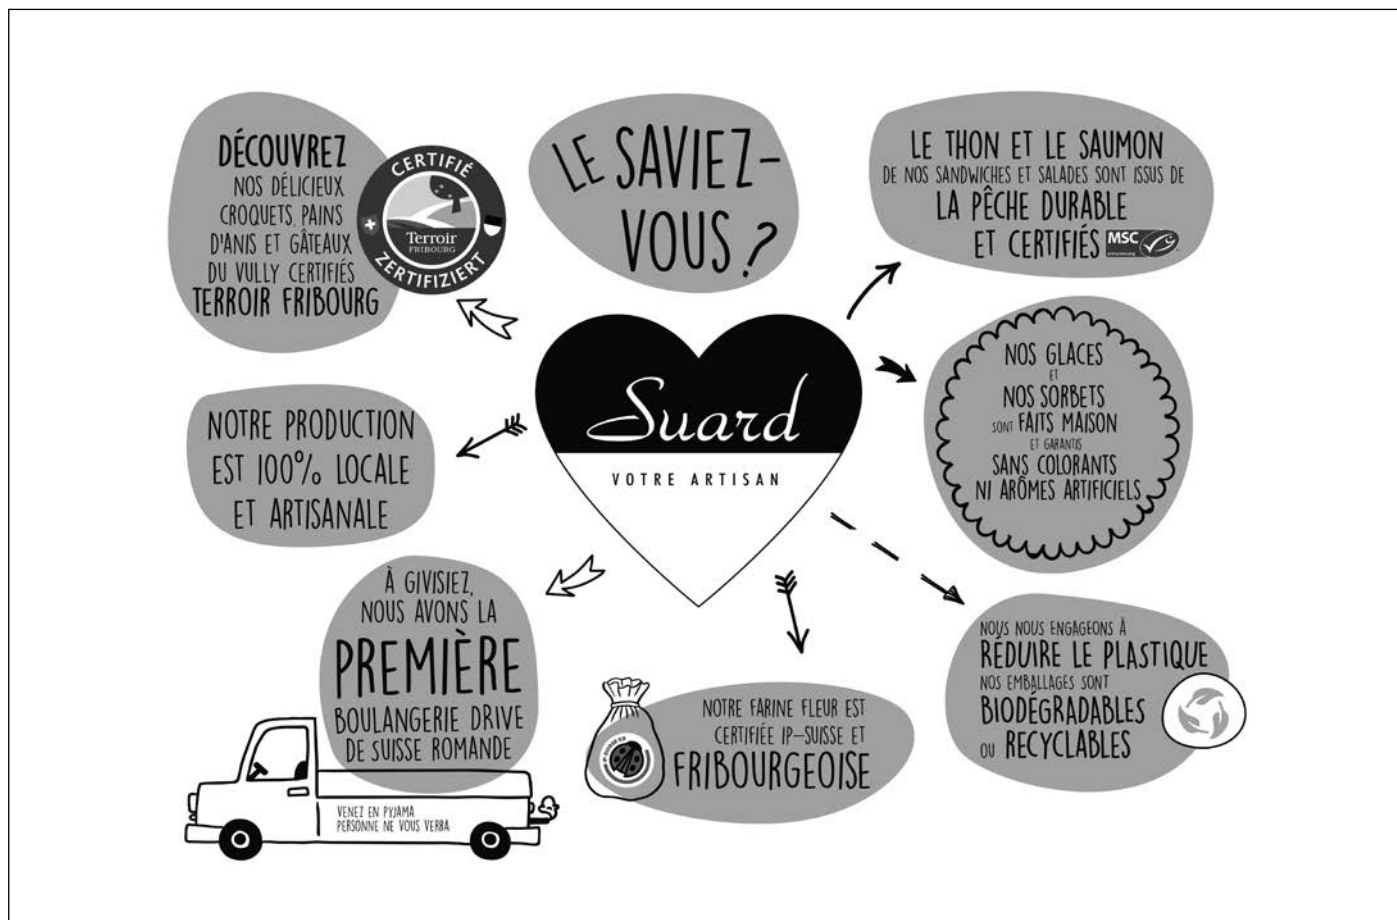 DÉCOUVREZ
NOS DÉLICIEUX
CROQUETS, PAINS
D'ANIS ET GÂTEAUX
DU VULLY CERTIFIÉS
TERROIR FRIBOURG
CERTIFIÉ
Terroir
FRIBOURG
ZERTIFIZIERT
LE SAVIEZ-
VOUS ?
LE THON ET LE SAUMON
DE NOS SANDWICHES ET SALADES SONT ISSUS DE
LA PÊCHE DURABLE
ET CERTIFIÉS MSC
Suard
VOTRE ARTISAN
NOS GLACES
ET
NOS SORBETS
SONT FAITS MAISON
ET GARANTIS
SANS COLORANTS
NI ARÔMES ARTIFICIELS
NOTRE PRODUCTION
EST 100% LOCALE
ET ARTISANALE
À GIVISIEZ,
NOUS AVONS LA
PREMIÈRE
BOULANGERIE DRIVE
DE SUISSE ROMANDE
VENEZ EN PYJAMA
PERSONNE NE VOUS VERRA
NOTRE FARINE FLEUR EST
CERTIFIÉE IP-SUISSE ET
FRIBOURGEOISE
NOUS NOUS ENGAGEONS À
RÉDUIRE LE PLASTIQUE
NOS EMBALLAGES SONT
BIODÉGRADABLES
OU RECYCLABLES